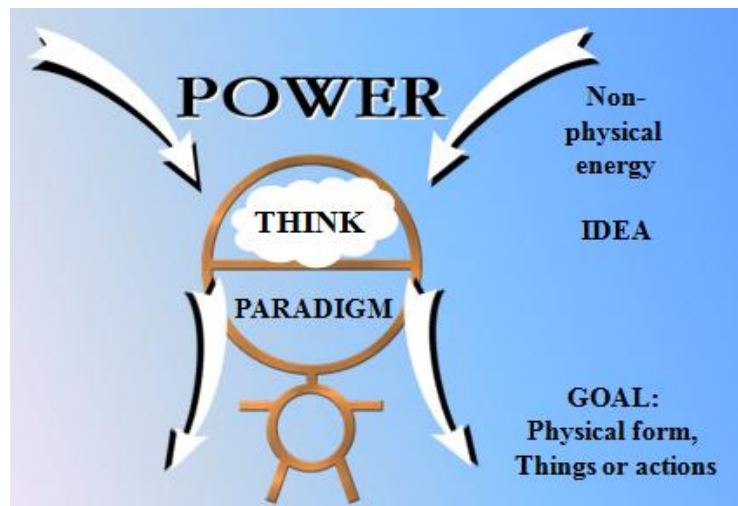 POWER
Non-
physical
energy
IDEA
THINK
PARADIGM
GOAL:
Physical form,
Things or actions